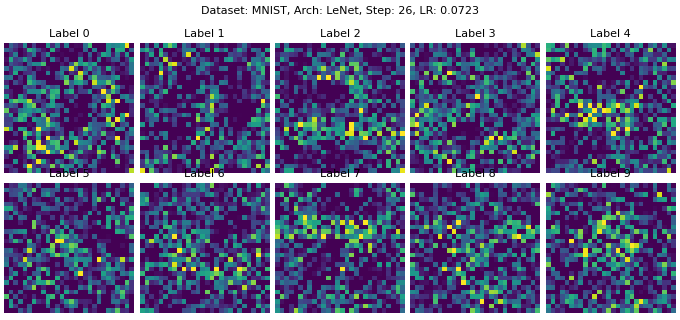 Dataset: MNIST, Arch: LeNet, Step: 26, LR: 0.0723
Label 0 Label 1 Label 2 Label 3 Label 4
Label 5 Label 6 Label 7 Label 8 Label 9